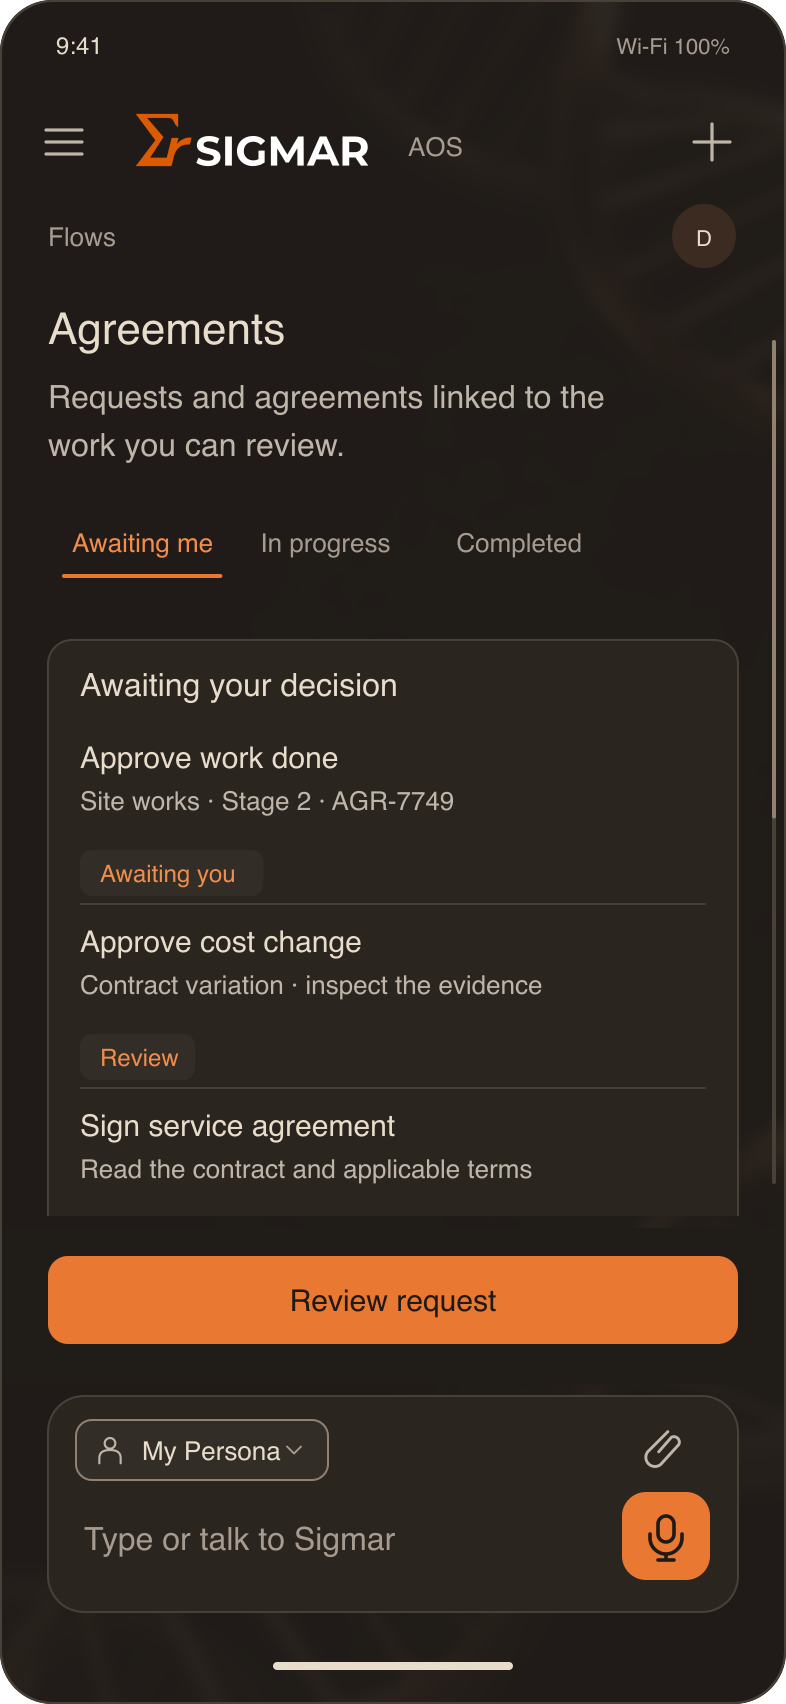 9:41
Wi-Fi 100%
Σr SIGMAR AOS
Flows
D
Agreements
Requests and agreements linked to the
work you can review.
Awaiting me
In progress
Completed
Awaiting your decision
Approve work done
Site works · Stage 2 · AGR-7749
Awaiting you
Approve cost change
Contract variation · inspect the evidence
Review
Sign service agreement
Read the contract and applicable terms
Review request
My Persona
Type or talk to Sigmar